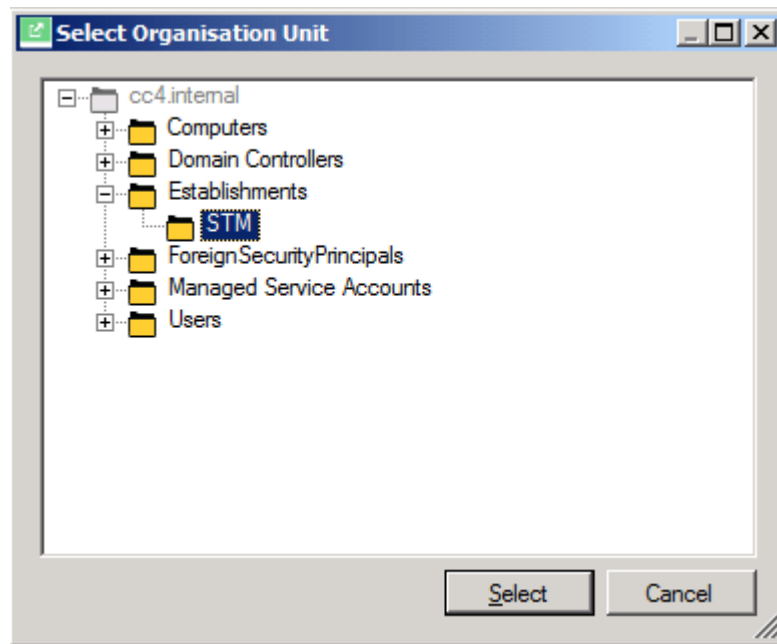 Select Organisation Unit
cc4.internal
Computers
Domain Controllers
Establishments
STM
ForeignSecurityPrincipals
Managed Service Accounts
Users
Select Cancel